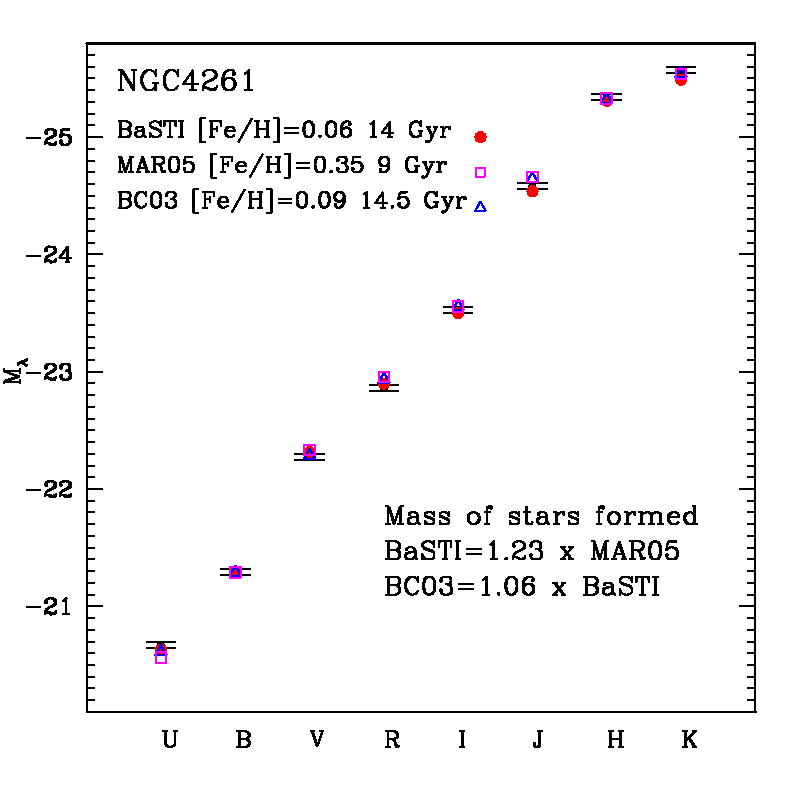 NGC4261
BaSTI [Fe/H]=0.06 14 Gyr
MAR05 [Fe/H]=0.35 9 Gyr
BC03 [Fe/H]=0.09 14.5 Gyr
-25
-24
-23
-22
-21
Mλ
Mass of stars formed
BaSTI=1.23 x MAR05
BC03=1.06 x BaSTI
U B V R I J H K